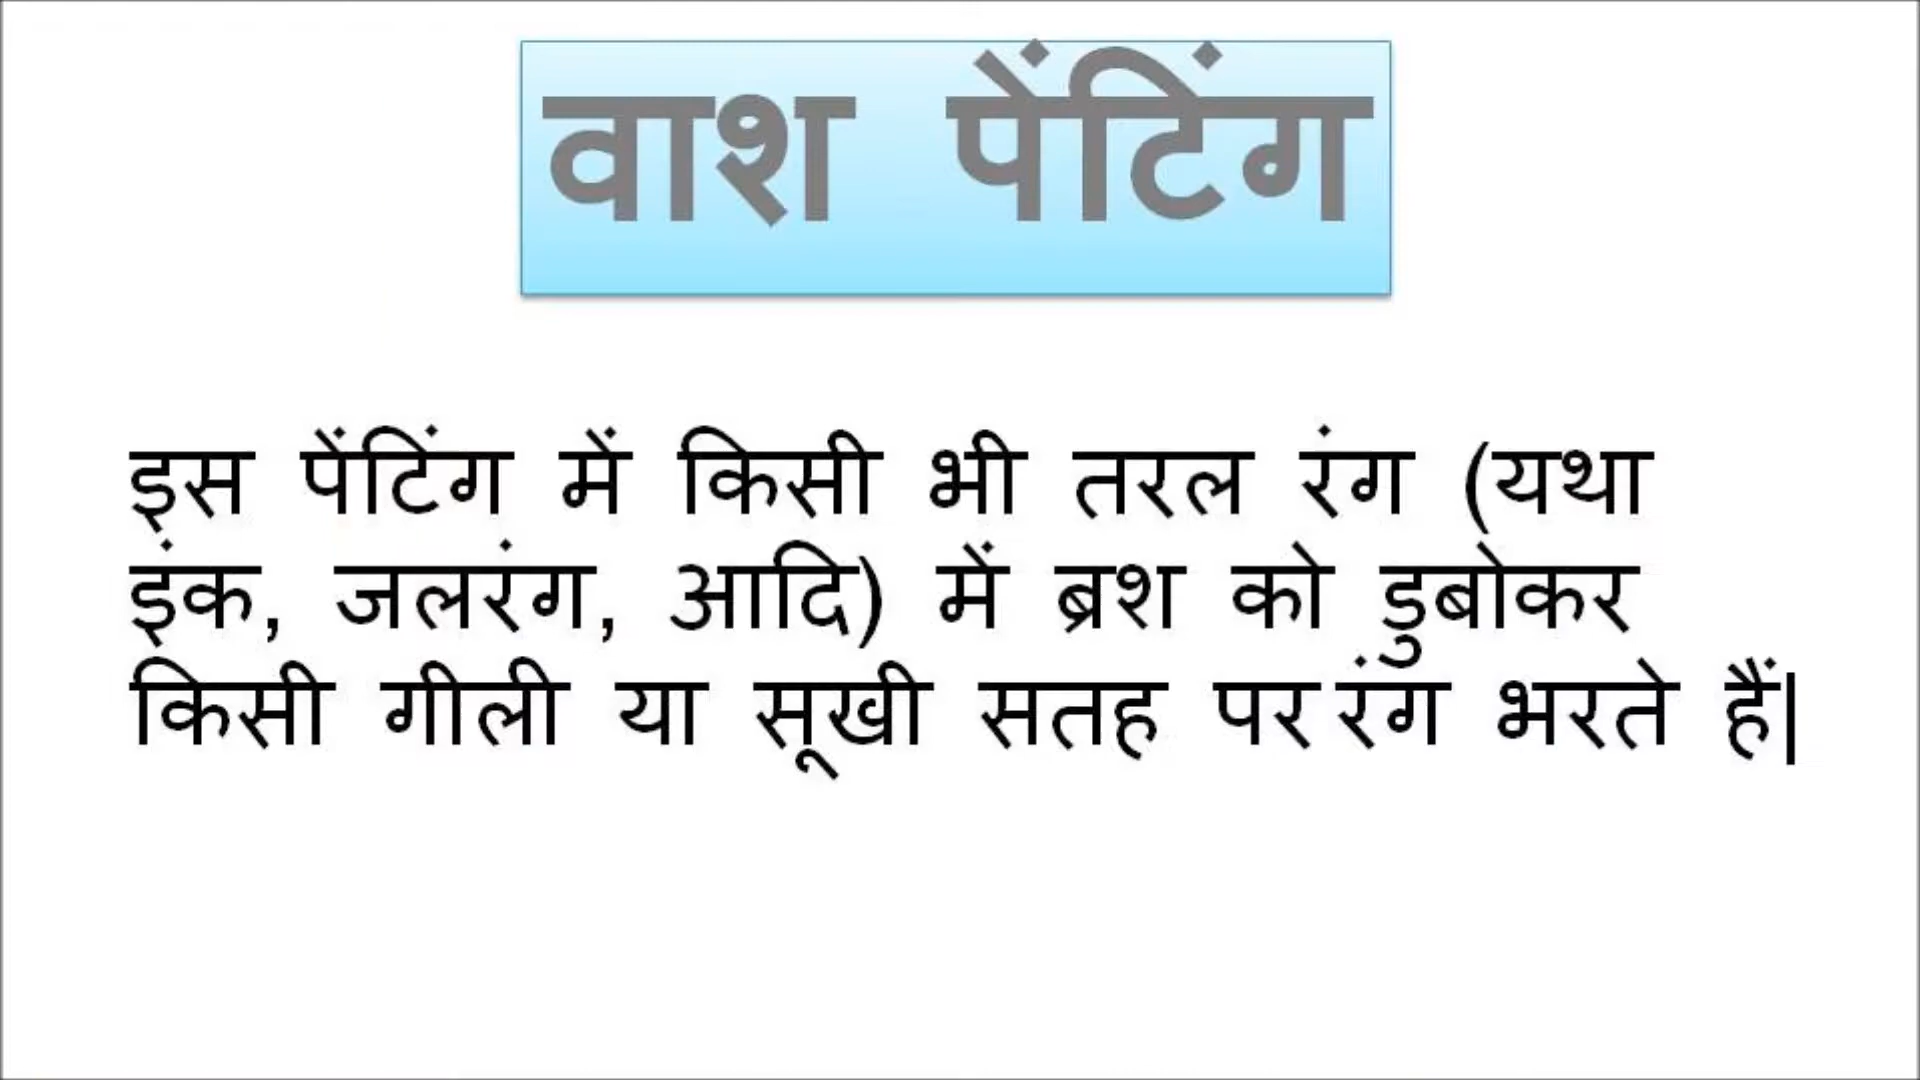 वाश पेंटिंग
इस पेंटिंग में किसी भी तरल रंग (यथा
इंक, जलरंग, आदि) में ब्रश को डुबोकर
किसी गीली या सूखी सतह पर रंग भरते हैं|